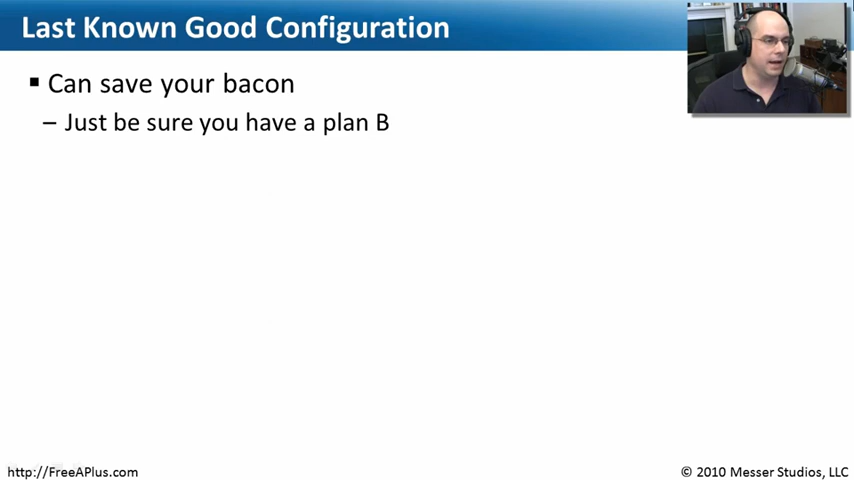 Last Known Good Configuration
▪ Can save your bacon
– Just be sure you have a plan B
http://FreeAPlus.com
© 2010 Messer Studios, LLC